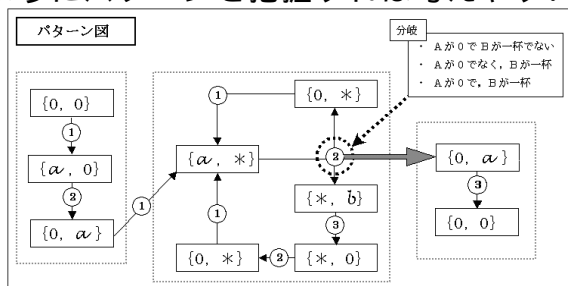 パターン図
分岐
・ Aが0でBが一杯でない
・ Aが0でなく，Bが一杯
・ Aが0で，Bが一杯
{0, 0}
①
{a, 0}
②
{0, a}
①
①
{0, *}
{a, *}
②
{*, b}
③
{*, 0}
②
{0, *}
①
{0, a}
③
{0, 0}